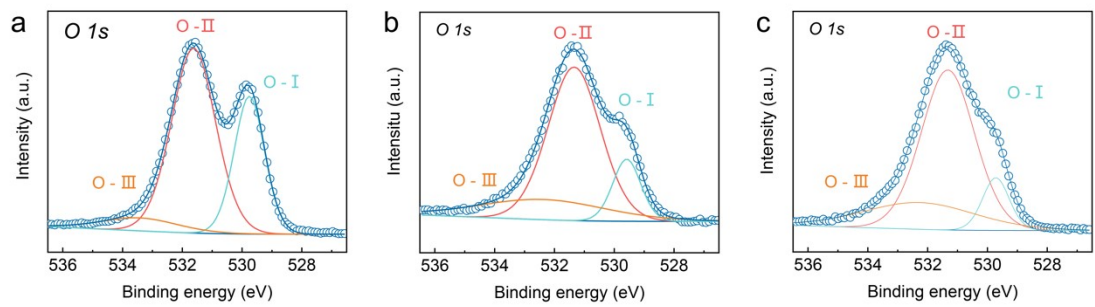 a
O 1s
O-II
O-I
O-III
Intensity (a.u.)
536 534 532 530 528
Binding energy (eV)
b
O 1s
O-II
O-I
O-III
Intensitu (a.u.)
536 534 532 530 528
Binding energy (eV)
c
O 1s
O-II
O-I
O-III
Intensity (a.u.)
536 534 532 530 528
Binding energy (eV)